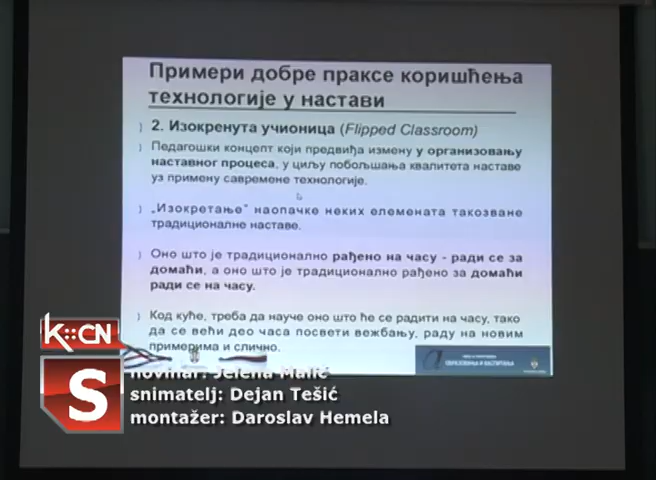 Примери добре праксе коришћења
технологије у настави
2. Изокренута учионица (Flipped Classroom)
Педагошки концепт који предвиђа измену у организовању
наставног процеса, у циљу побољшања квалитета наставе
уз примену савремене технологије.
„Изокретање" наопачке неких елемената такозване
традиционалне наставе.
Оно што је традиционално рађено на часу - ради се за
домаћи, а оно што је традиционално рађено за домаћи
ради се на часу.
Код куће, треба да науче оно што ће се радити на часу, тако
да се већи део часа посвети вежбању, раду на новим
примерима и слично.
ОБРАЗОВАЊА И ВАСПИТАЊА
K::CN
S
novinar: Jelena Malić
snimatelj: Dejan Tešić
montažer: Daroslav Hemela